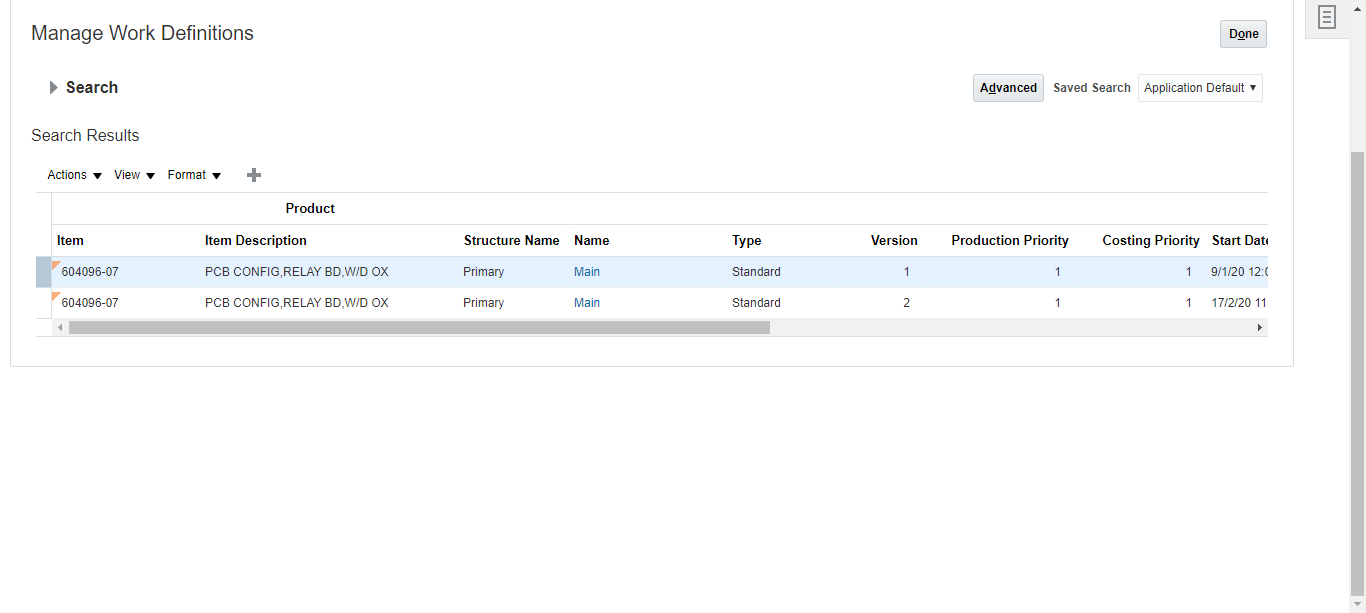 Manage Work Definitions
Done
Search
Advanced Saved Search Application Default
Search Results
Actions View Format
Product
Item Item Description Structure Name Name Type Version Production Priority Costing Priority Start Date
604096-07 PCB CONFIG,RELAY BD,W/D OX Primary Main Standard 1 1 1 9/1/20 12:0
604096-07 PCB CONFIG,RELAY BD,W/D OX Primary Main Standard 2 1 1 17/2/20 11